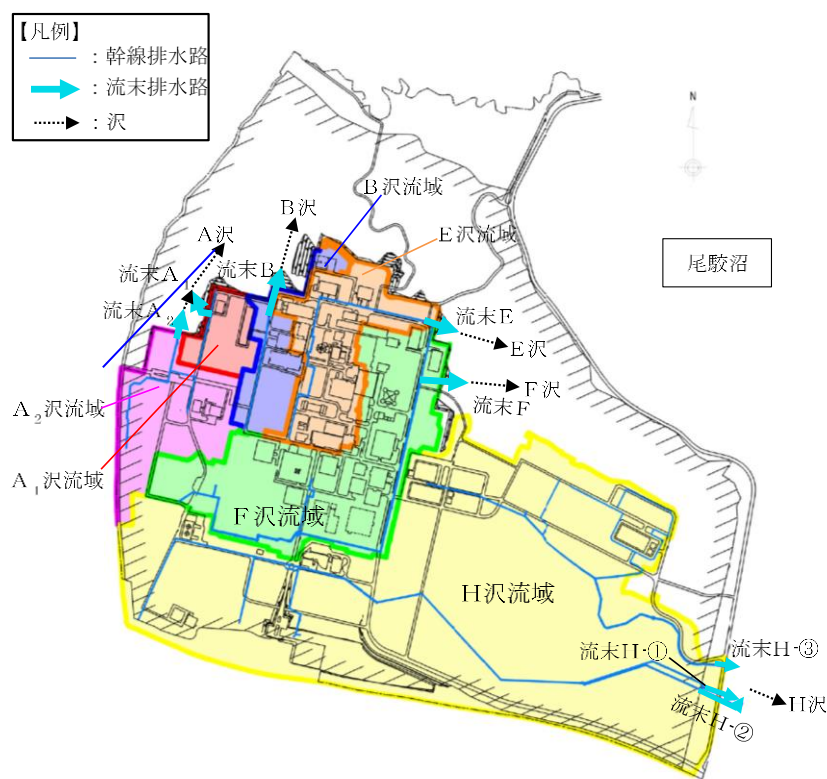 【凡例】
：幹線排水路
：流末排水路
：沢
N
B沢流域
B沢
A沢
E沢流域
流末A₁
流末B
尾駮沼
流末A₂
流末E
E沢
F沢
流末F
A₂沢流域
A₁沢流域
F沢流域
H沢流域
流末H-①
流末H-③
H沢
流末H-②